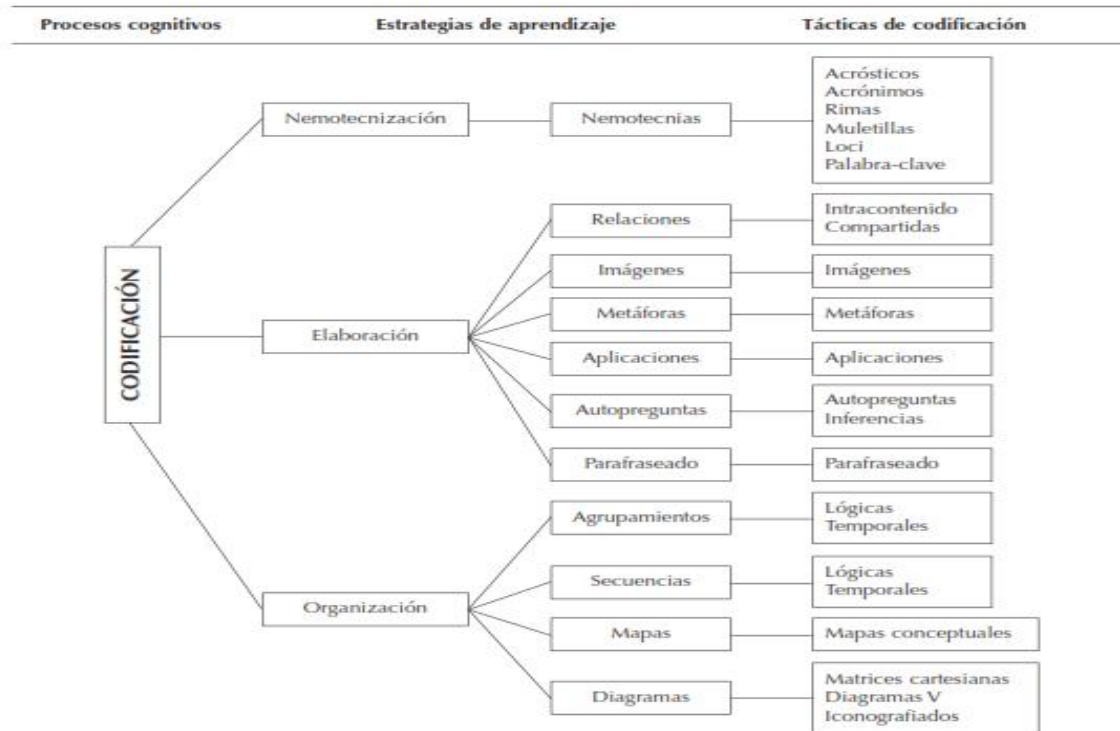 Procesos cognitivos
Estrategias de aprendizaje
Tácticas de codificación
CODIFICACIÓN
Nemotecnización
Nemotecnias
Acrósticos
Acrónimos
Rimas
Muletillas
Loci
Palabra-clave
Elaboración
Relaciones
Intracontenido
Compartidas
Imágenes
Imágenes
Metáforas
Metáforas
Aplicaciones
Aplicaciones
Autopreguntas
Autopreguntas
Inferencias
Parafraseado
Parafraseado
Organización
Agrupamientos
Lógicas
Temporales
Secuencias
Lógicas
Temporales
Mapas
Mapas conceptuales
Diagramas
Matrices cartesianas
Diagramas V
Iconografiados